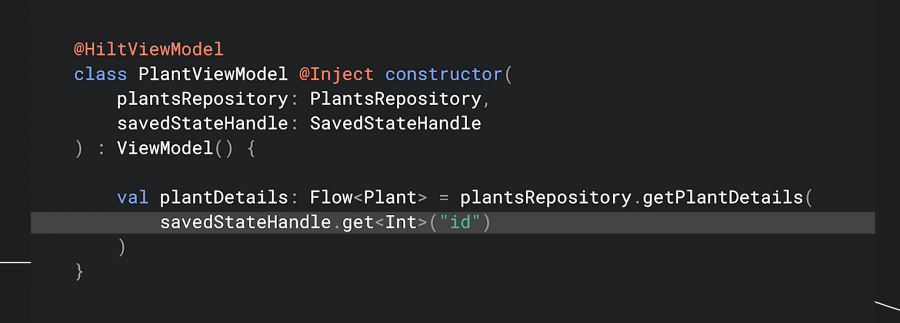 @HiltViewModel
class PlantViewModel @Inject constructor(
    plantsRepository: PlantsRepository,
    savedStateHandle: SavedStateHandle
) : ViewModel() {
    val plantDetails: Flow<Plant> = plantsRepository.getPlantDetails(
        savedStateHandle.get<Int>("id")
    )
}